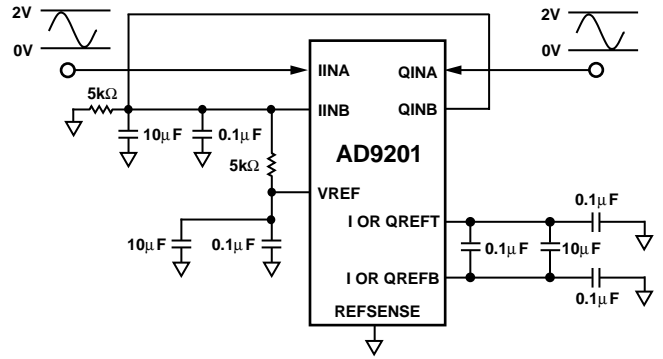 2V
0V
2V
0V
IINA
QINA
5kΩ
IINB
QINB
10μF
0.1μF
5kΩ
AD9201
VREF
10μF
0.1μF
I OR QREFT
0.1μF
0.1μF
10μF
I OR QREFB
0.1μF
REFSENSE